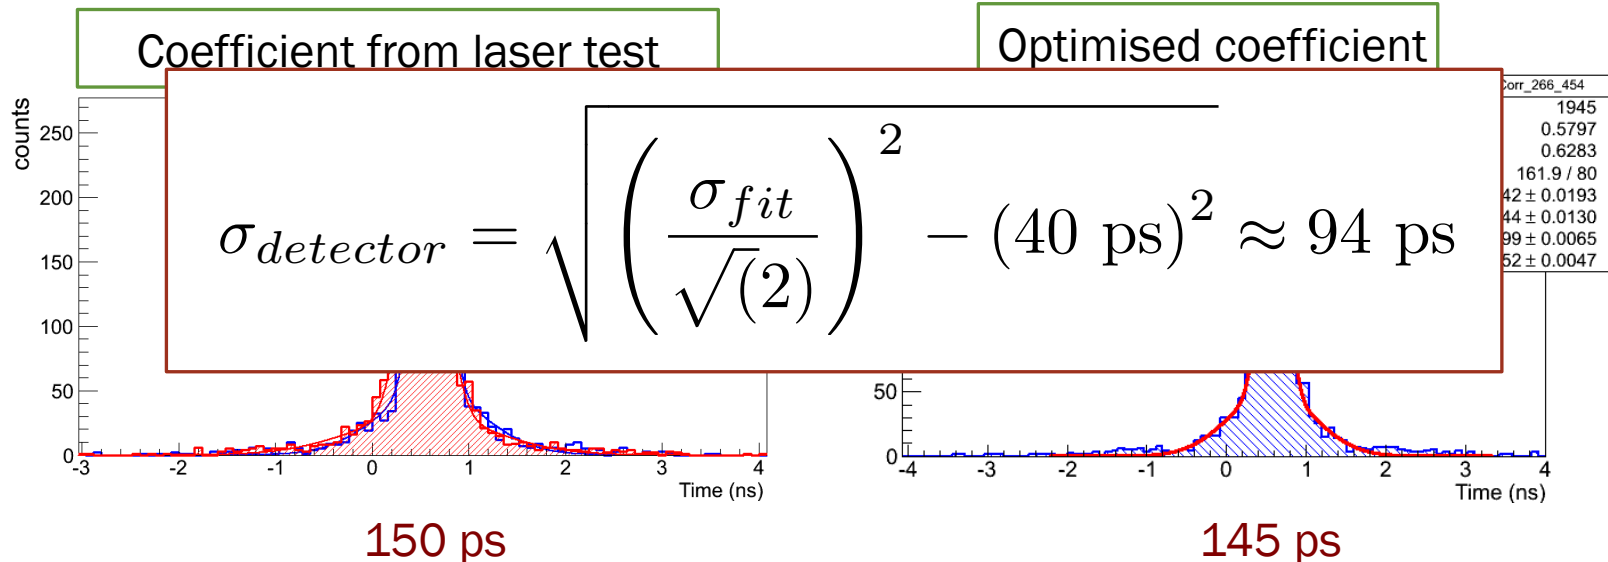 Coefficient from laser test
Optimised coefficient
counts
250
200
150
100
50
0
-3 -2 -1 0 1 2 3 4
Time (ns)
σ_detector = √((σ_fit / √(2))² − (40 ps)²) ≈ 94 ps
Corr_266_454
1945
0.5797
0.6283
161.9 / 80
42 ± 0.0193
44 ± 0.0130
99 ± 0.0065
52 ± 0.0047
50
0
-4 -3 -2 -1 0 1 2 3 4
Time (ns)
150 ps
145 ps